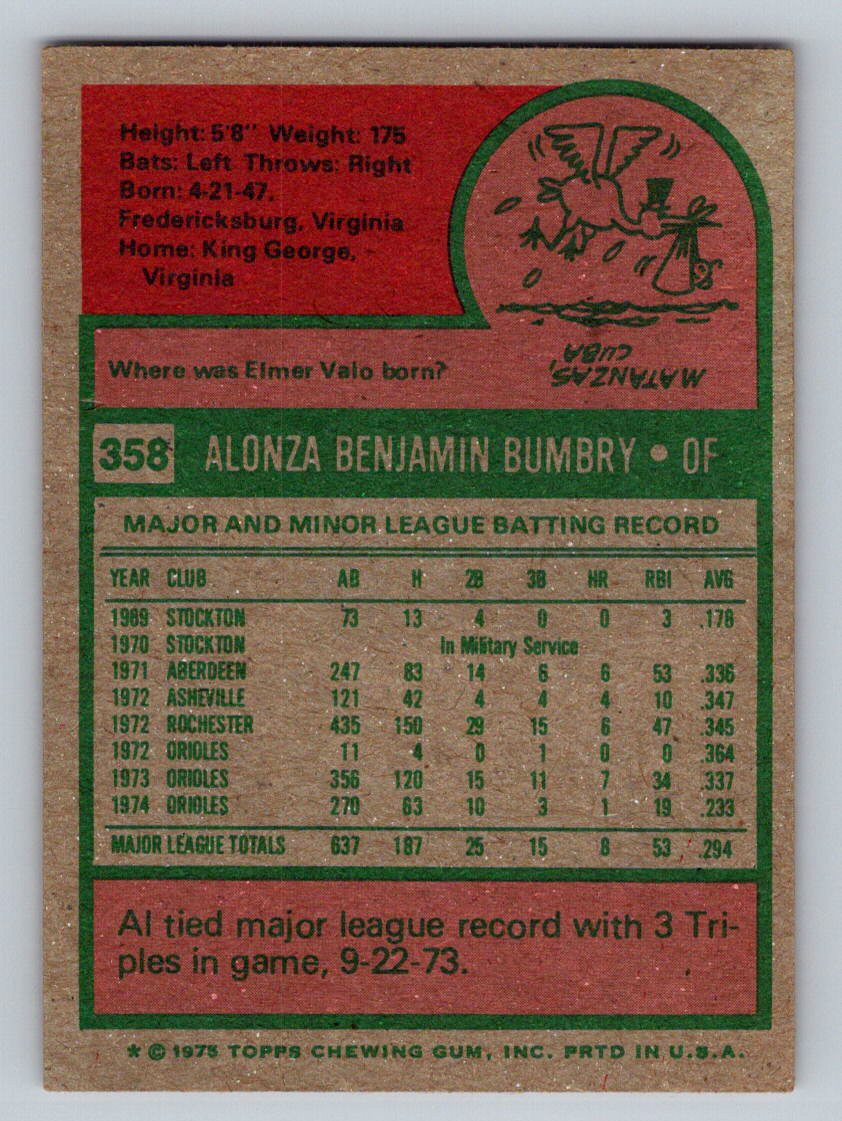 Height: 5'8" Weight: 175
Bats: Left Throws: Right
Born: 4-21-47,
Fredericksburg, Virginia
Home: King George,
Virginia
Where was Elmer Valo born?
MATANZAS,
CUBA
358 ALONZA BENJAMIN BUMBRY • OF
MAJOR AND MINOR LEAGUE BATTING RECORD
YEAR CLUB AB H 2B 3B HR RBI AVG
1969 STOCKTON 73 13 4 0 0 3 .178
1970 STOCKTON In Military Service
1971 ABERDEEN 247 83 14 6 6 53 .336
1972 ASHEVILLE 121 42 4 4 4 10 .347
1972 ROCHESTER 435 150 29 15 6 47 .345
1972 ORIOLES 11 4 0 1 0 0 .364
1973 ORIOLES 356 120 15 11 7 34 .337
1974 ORIOLES 270 63 10 3 1 19 .233
MAJOR LEAGUE TOTALS 637 187 25 15 8 53 .294
Al tied major league record with 3 Tri-
ples in game, 9-22-73.
* © 1975 TOPPS CHEWING GUM, INC. PRTD IN U.S.A.